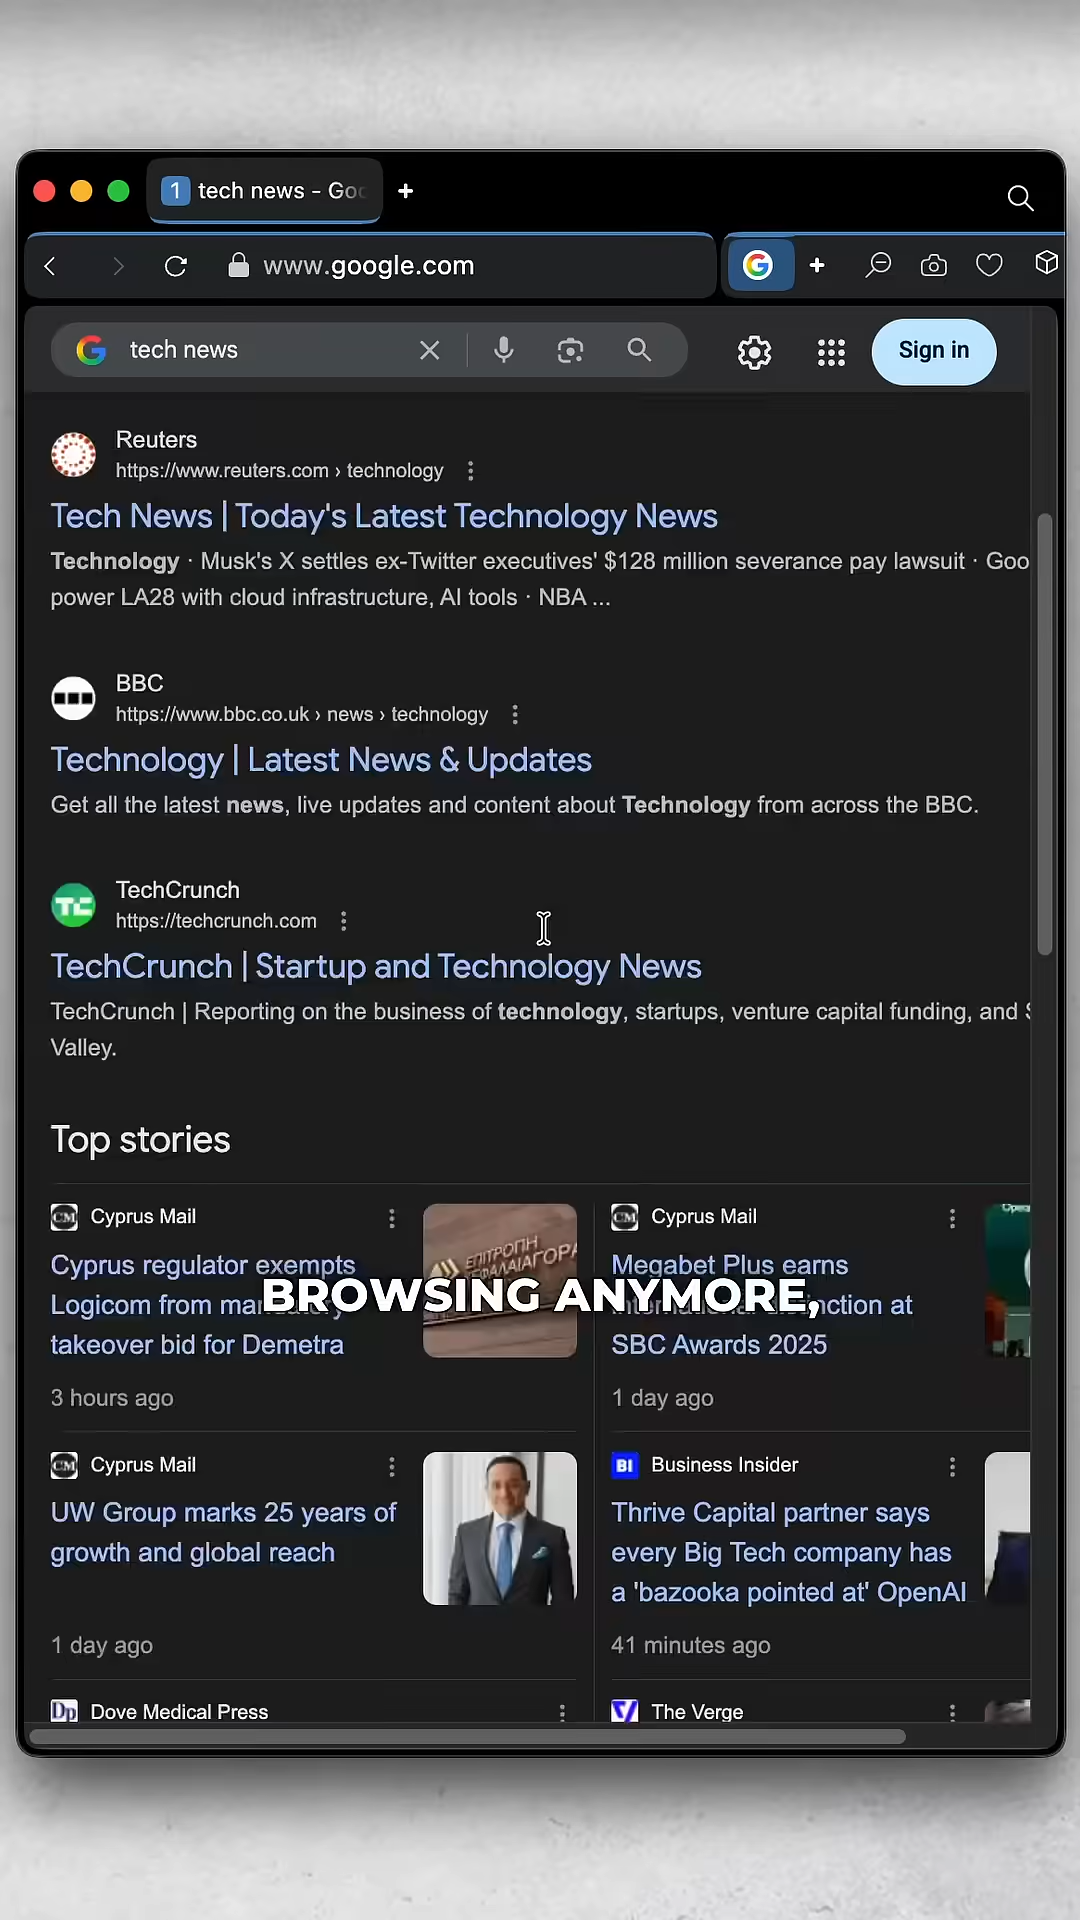 1 tech news - Goo
www.google.com
tech news
Sign in
Reuters
https://www.reuters.com › technology
Tech News | Today's Latest Technology News
Technology · Musk's X settles ex-Twitter executives' $128 million severance pay lawsuit · Goo
power LA28 with cloud infrastructure, AI tools · NBA ...
BBC
https://www.bbc.co.uk › news › technology
Technology | Latest News & Updates
Get all the latest news, live updates and content about Technology from across the BBC.
TC
TechCrunch
https://techcrunch.com
TechCrunch | Startup and Technology News
TechCrunch | Reporting on the business of technology, startups, venture capital funding, and S
Valley.
Top stories
CM Cyprus Mail
Cyprus regulator exempts
Logicom from
takeover bid for Demetra
3 hours ago
ΕΠΙΤΡΟΠΗ
CM Cyprus Mail
Megabet Plus earns
at
SBC Awards 2025
1 day ago
BROWSING ANYMORE,
CM Cyprus Mail
UW Group marks 25 years of
growth and global reach
1 day ago
BI Business Insider
Thrive Capital partner says
every Big Tech company has
a 'bazooka pointed at' OpenAI
41 minutes ago
Dp Dove Medical Press
The Verge